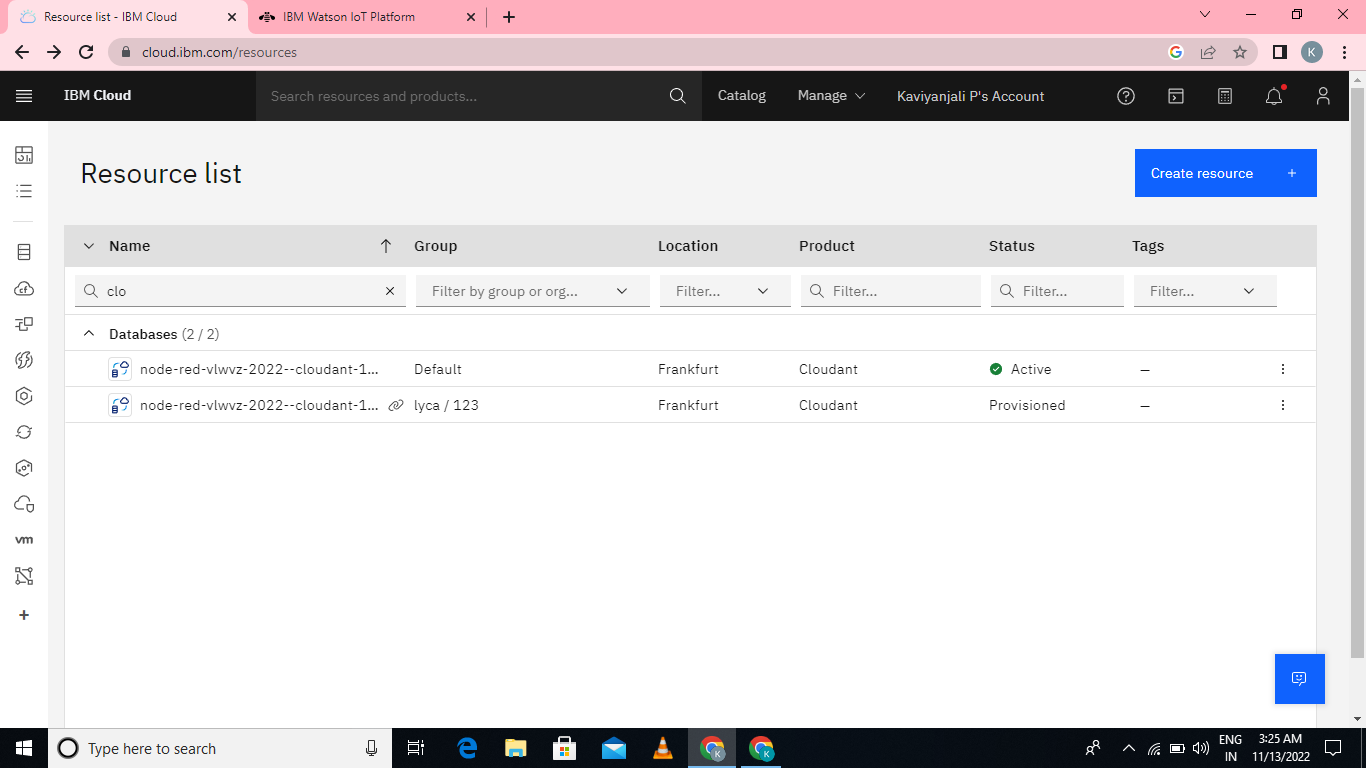 Resource list - IBM Cloud
IBM Watson IoT Platform
cloud.ibm.com/resources
K
IBM Cloud
Search resources and products...
Catalog
Manage
Kaviyanjali P's Account
Resource list
Create resource +
Name Group Location Product Status Tags
clo Filter by group or org... Filter... Filter... Filter... Filter...
Databases (2 / 2)
node-red-vlwvz-2022--cloudant-1... Default Frankfurt Cloudant Active –
node-red-vlwvz-2022--cloudant-1... lyca / 123 Frankfurt Cloudant Provisioned –
cf
vm
Type here to search
K
K
ENG
IN
3:25 AM
11/13/2022